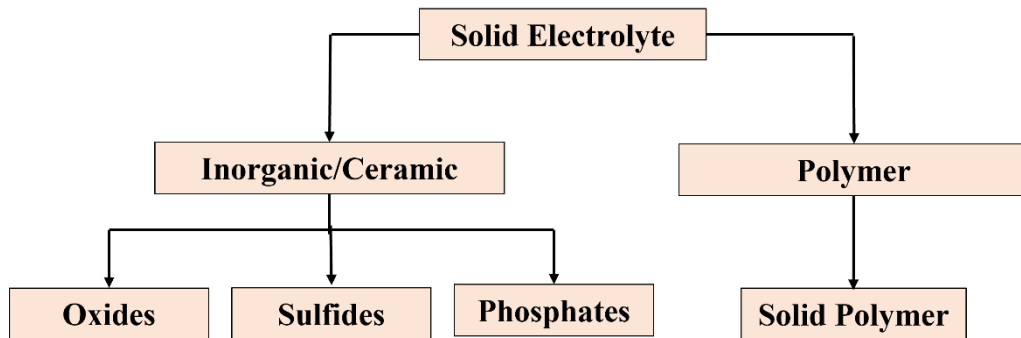 Solid Electrolyte
Inorganic/Ceramic
Polymer
Oxides
Sulfides
Phosphates
Solid Polymer